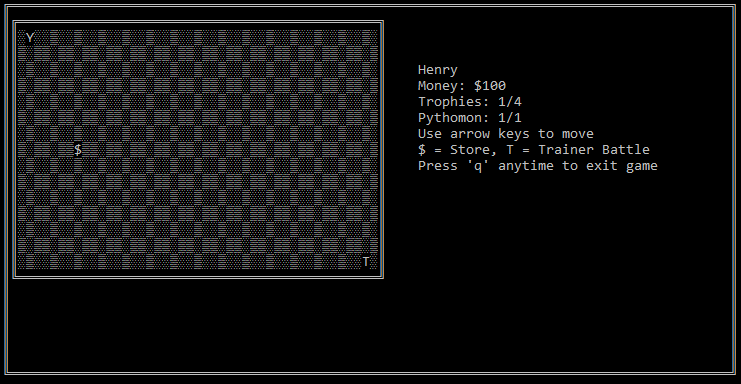 Y
Henry
Money: $100
Trophies: 1/4
Pythomon: 1/1
Use arrow keys to move
$ = Store, T = Trainer Battle
$
Press 'q' anytime to exit game
T